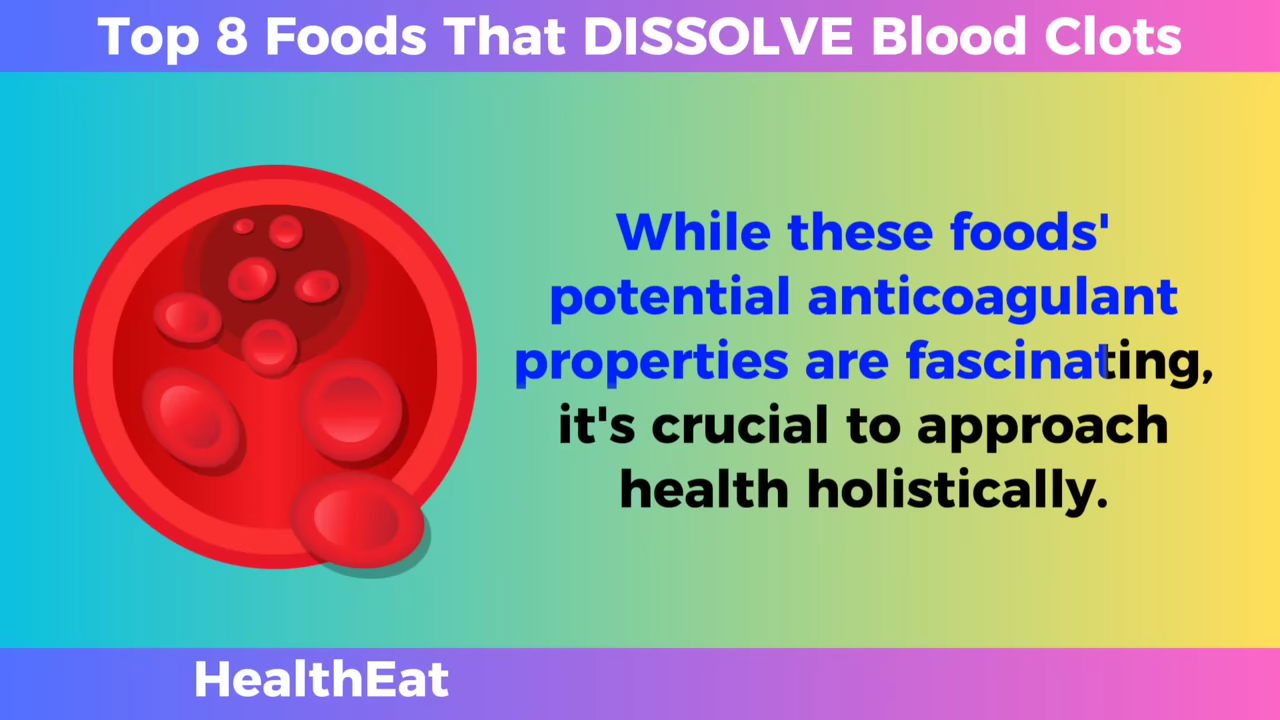 Top 8 Foods That DISSOLVE Blood Clots
While these foods'
potential anticoagulant
properties are fascinating,
it's crucial to approach
health holistically.
HealthEat